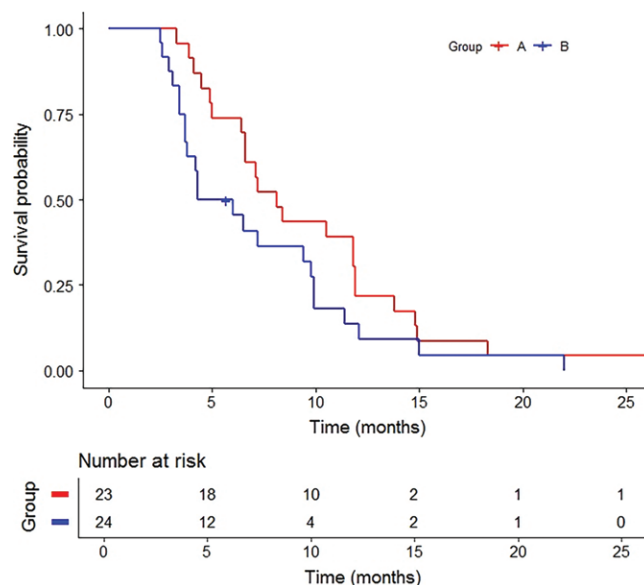 1.00
Group A B
0.75
Survival probability
0.50
0.25
0.00
0 5 10 15 20 25
Time (months)
Number at risk
Group
23 18 10 2 1 1
24 12 4 2 1 0
0 5 10 15 20 25
Time (months)